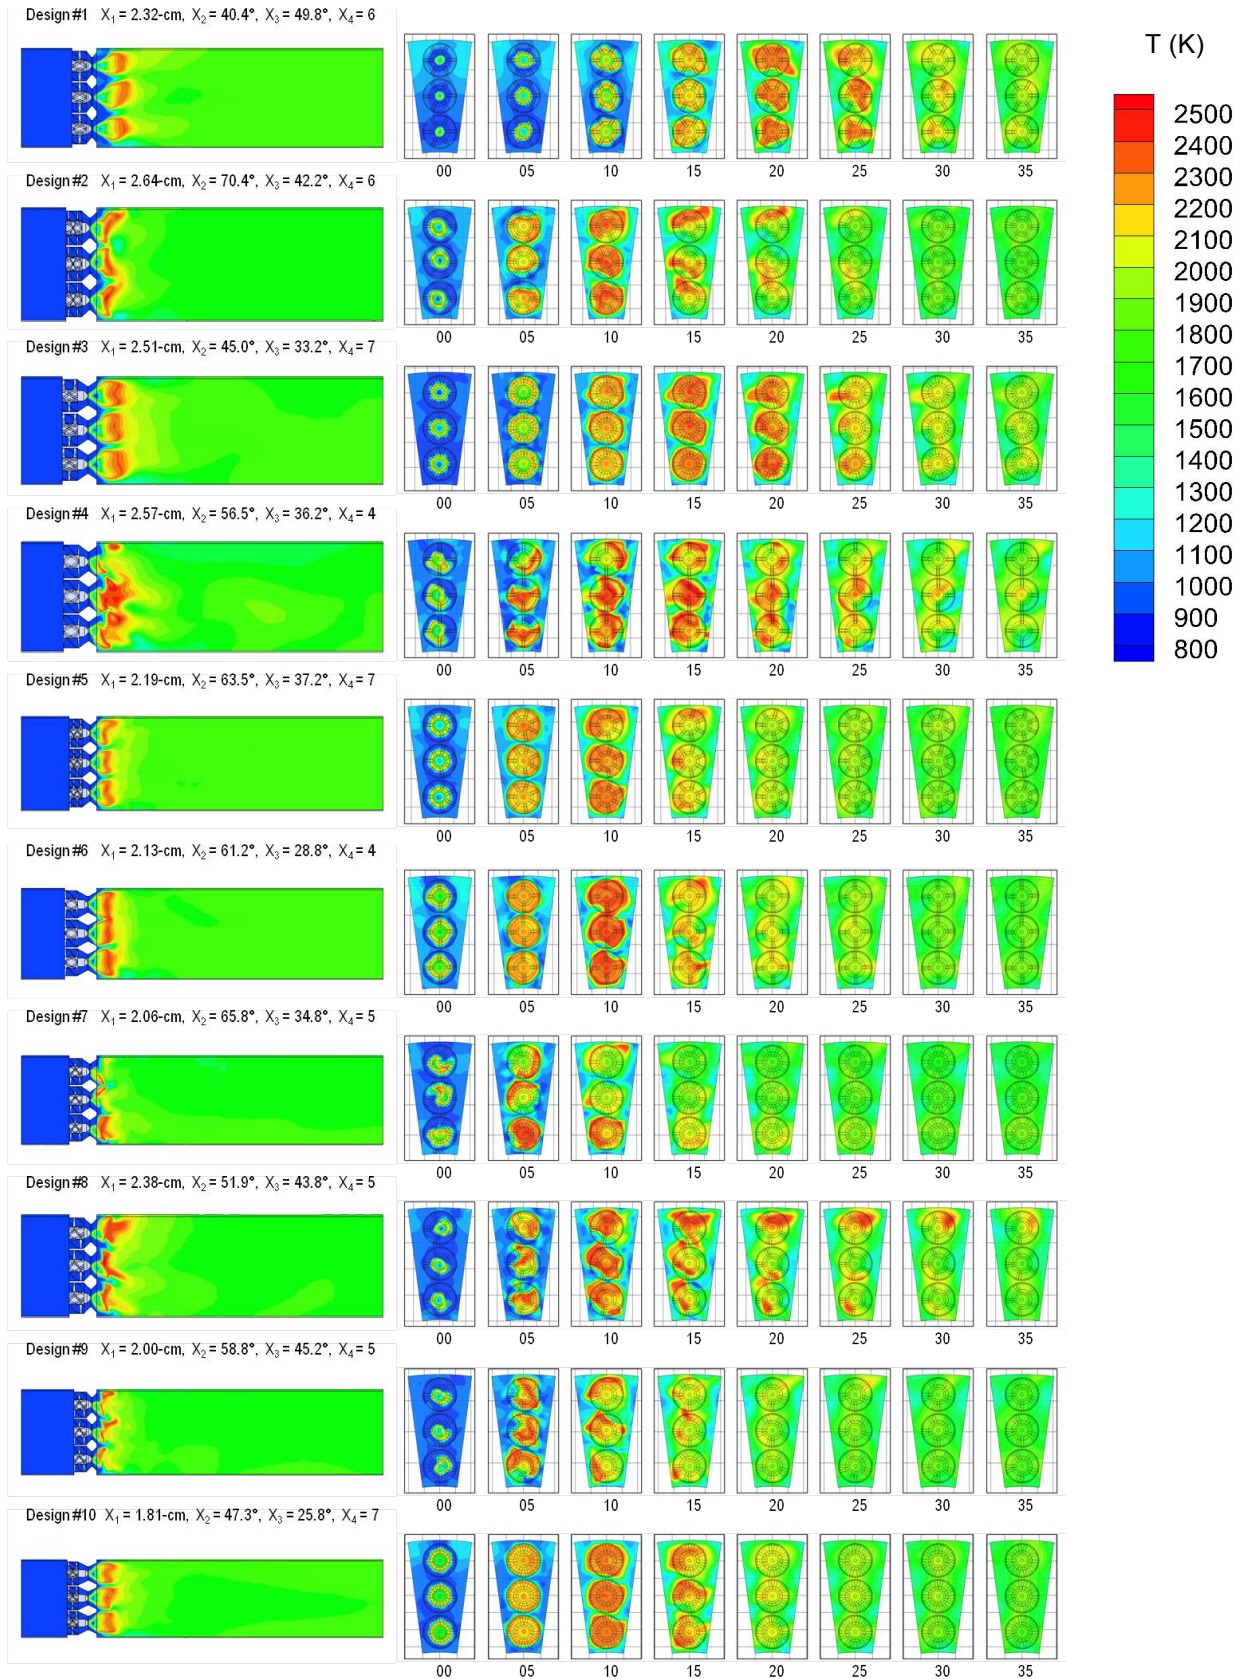 Design #1 X₁ = 2.32-cm, X₂ = 40.4°, X₃ = 49.8°, X₄ = 6
00 05 10 15 20 25 30 35
Design #2 X₁ = 2.64-cm, X₂ = 70.4°, X₃ = 42.2°, X₄ = 6
00 05 10 15 20 25 30 35
Design #3 X₁ = 2.51-cm, X₂ = 45.0°, X₃ = 33.2°, X₄ = 7
00 05 10 15 20 25 30 35
Design #4 X₁ = 2.57-cm, X₂ = 56.5°, X₃ = 36.2°, X₄ = 4
00 05 10 15 20 25 30 35
Design #5 X₁ = 2.19-cm, X₂ = 63.5°, X₃ = 37.2°, X₄ = 7
00 05 10 15 20 25 30 35
Design #6 X₁ = 2.13-cm, X₂ = 61.2°, X₃ = 28.8°, X₄ = 4
00 05 10 15 20 25 30 35
Design #7 X₁ = 2.06-cm, X₂ = 65.8°, X₃ = 34.8°, X₄ = 5
00 05 10 15 20 25 30 35
Design #8 X₁ = 2.38-cm, X₂ = 51.9°, X₃ = 43.8°, X₄ = 5
00 05 10 15 20 25 30 35
Design #9 X₁ = 2.00-cm, X₂ = 58.8°, X₃ = 45.2°, X₄ = 5
00 05 10 15 20 25 30 35
Design #10 X₁ = 1.81-cm, X₂ = 47.3°, X₃ = 25.8°, X₄ = 7
00 05 10 15 20 25 30 35
T (K)
2500
2400
2300
2200
2100
2000
1900
1800
1700
1600
1500
1400
1300
1200
1100
1000
900
800